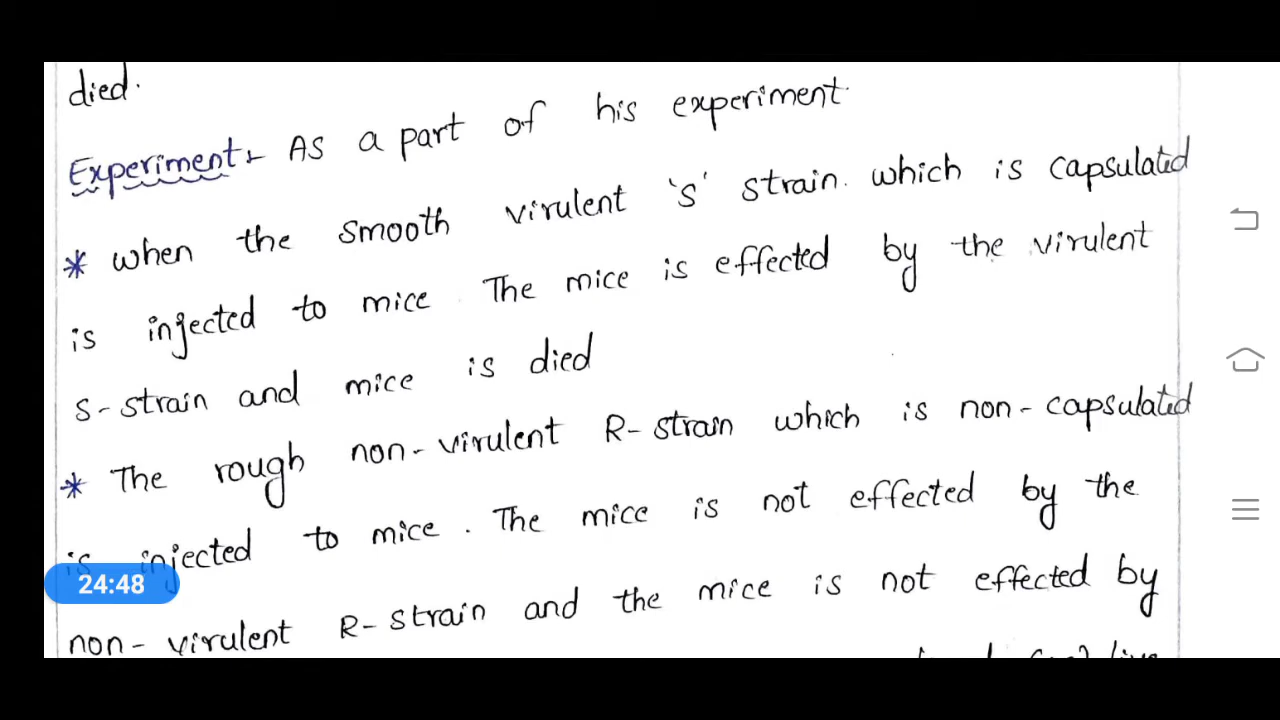 died.
Experiment:- As a part of his experiment
* when the smooth virulent 's' strain. which is capsulated
is injected to mice. The mice is effected by the virulent
s-strain and mice is died
* The rough non-virulent R-strain which is non-capsulated
is injected to mice. The mice is not effected by the
24:48
non-virulent R-strain and the mice is not effected by